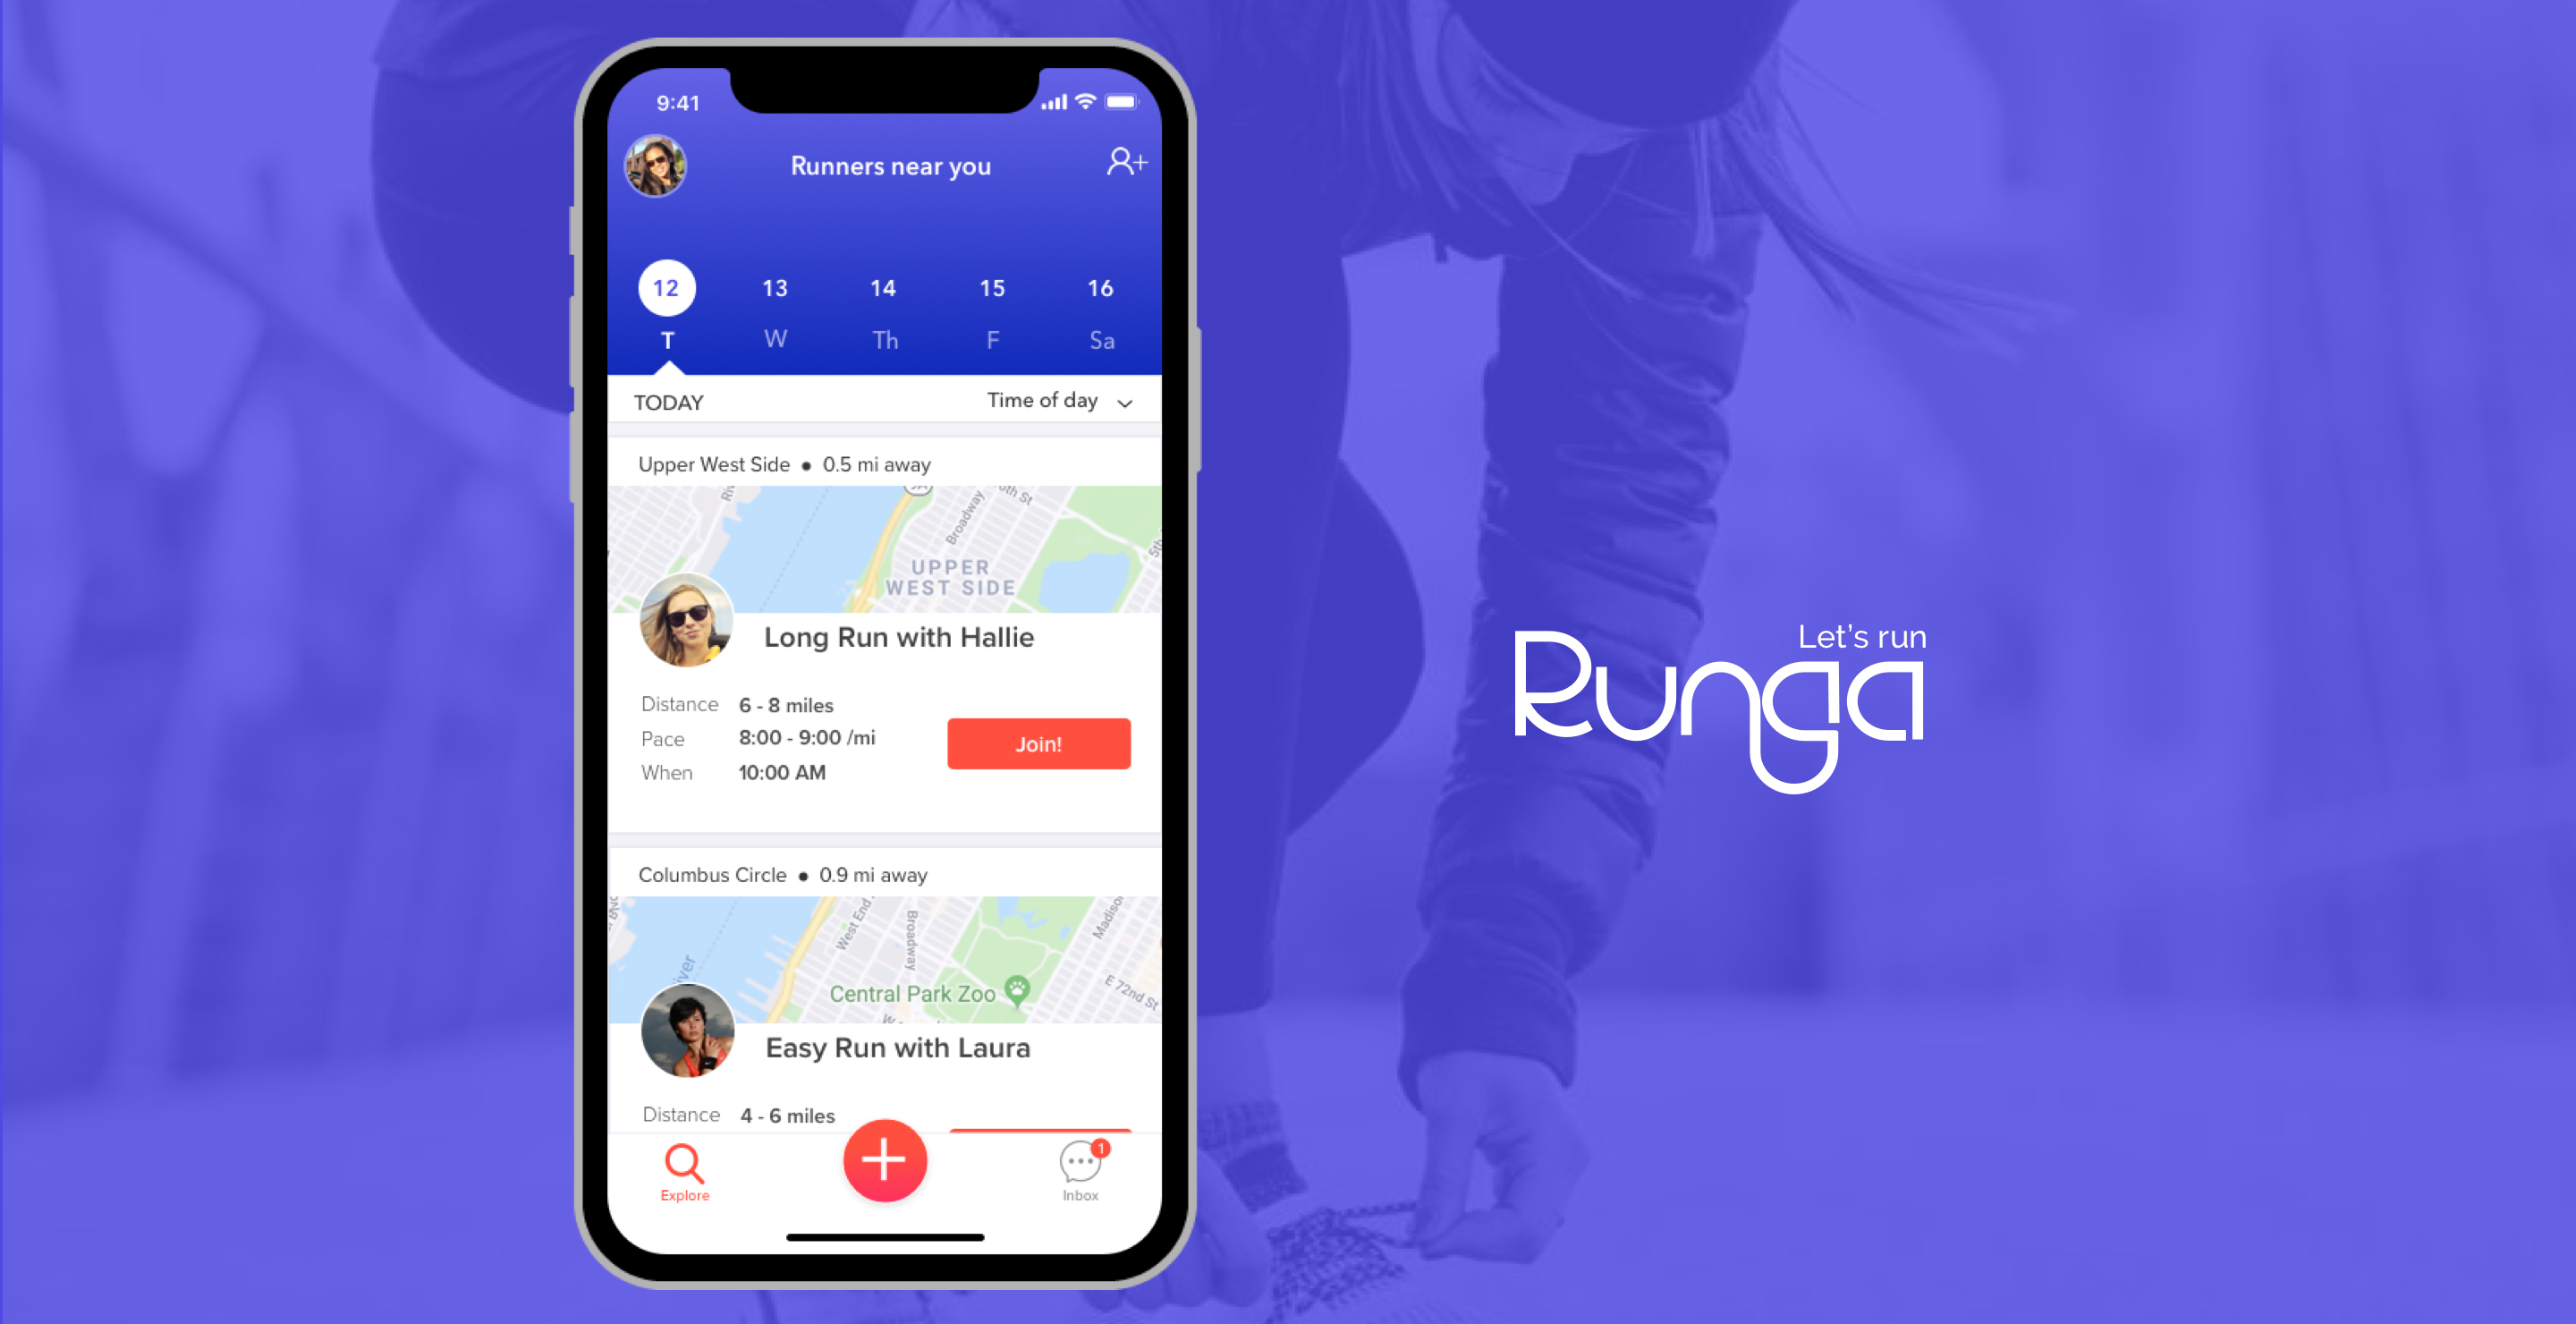 9:41
Runners near you
12 13 14 15 16
T W Th F Sa
TODAY Time of day
Upper West Side • 0.5 mi away
Broadway
UPPER
WEST SIDE
Long Run with Hallie
Distance 6 - 8 miles
Pace 8:00 - 9:00 /mi
When 10:00 AM
Join!
Columbus Circle • 0.9 mi away
West End
Broadway
Central Park Zoo
E 72nd St
Easy Run with Laura
Distance 4 - 6 miles
1
Explore
Inbox
Let's run
Runga